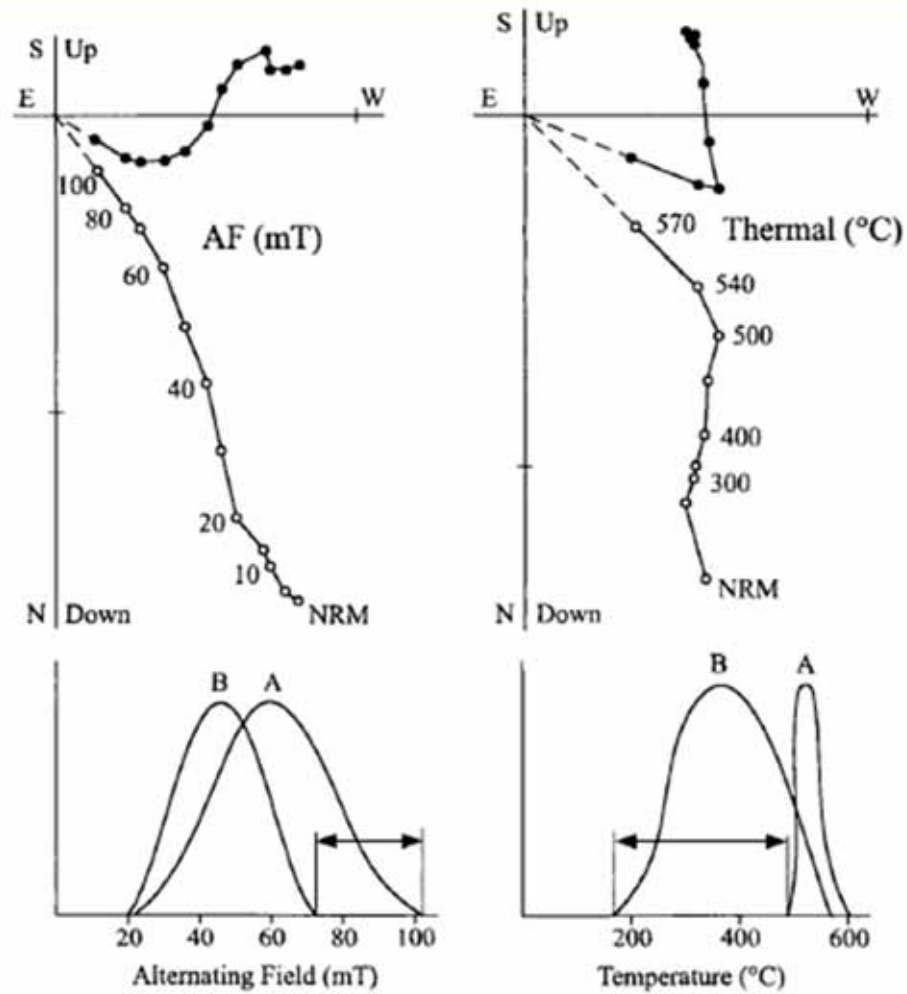 S Up
E
W
100
80
60
40
20
10
AF (mT)
NRM
N Down
S Up
E
W
570
540
500
400
300
Thermal (°C)
NRM
N Down
B A
20 40 60 80 100
Alternating Field (mT)
B A
200 400 600
Temperature (°C)